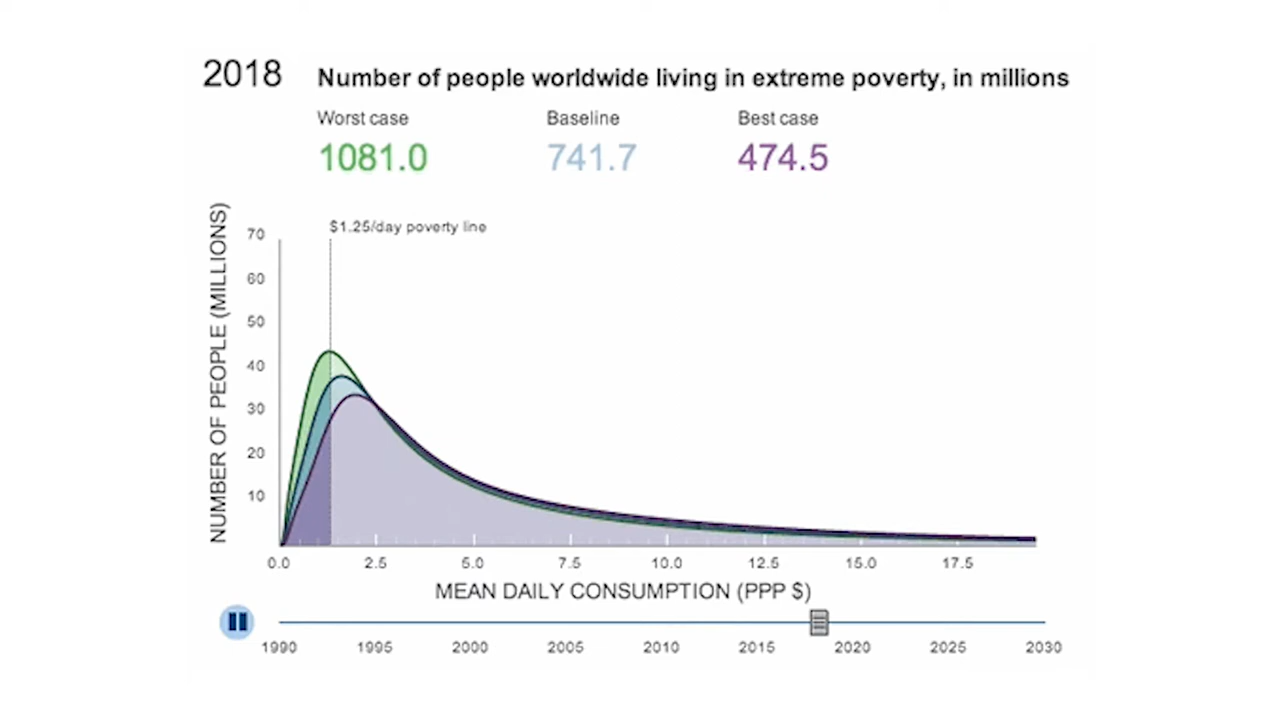 2018
Number of people worldwide living in extreme poverty, in millions
Worst case
Baseline
Best case
1081.0
741.7
474.5
$1.25/day poverty line
NUMBER OF PEOPLE (MILLIONS)
70
60
50
40
30
20
10
0.0 2.5 5.0 7.5 10.0 12.5 15.0 17.5
MEAN DAILY CONSUMPTION (PPP $)
1990 1995 2000 2005 2010 2015 2020 2025 2030